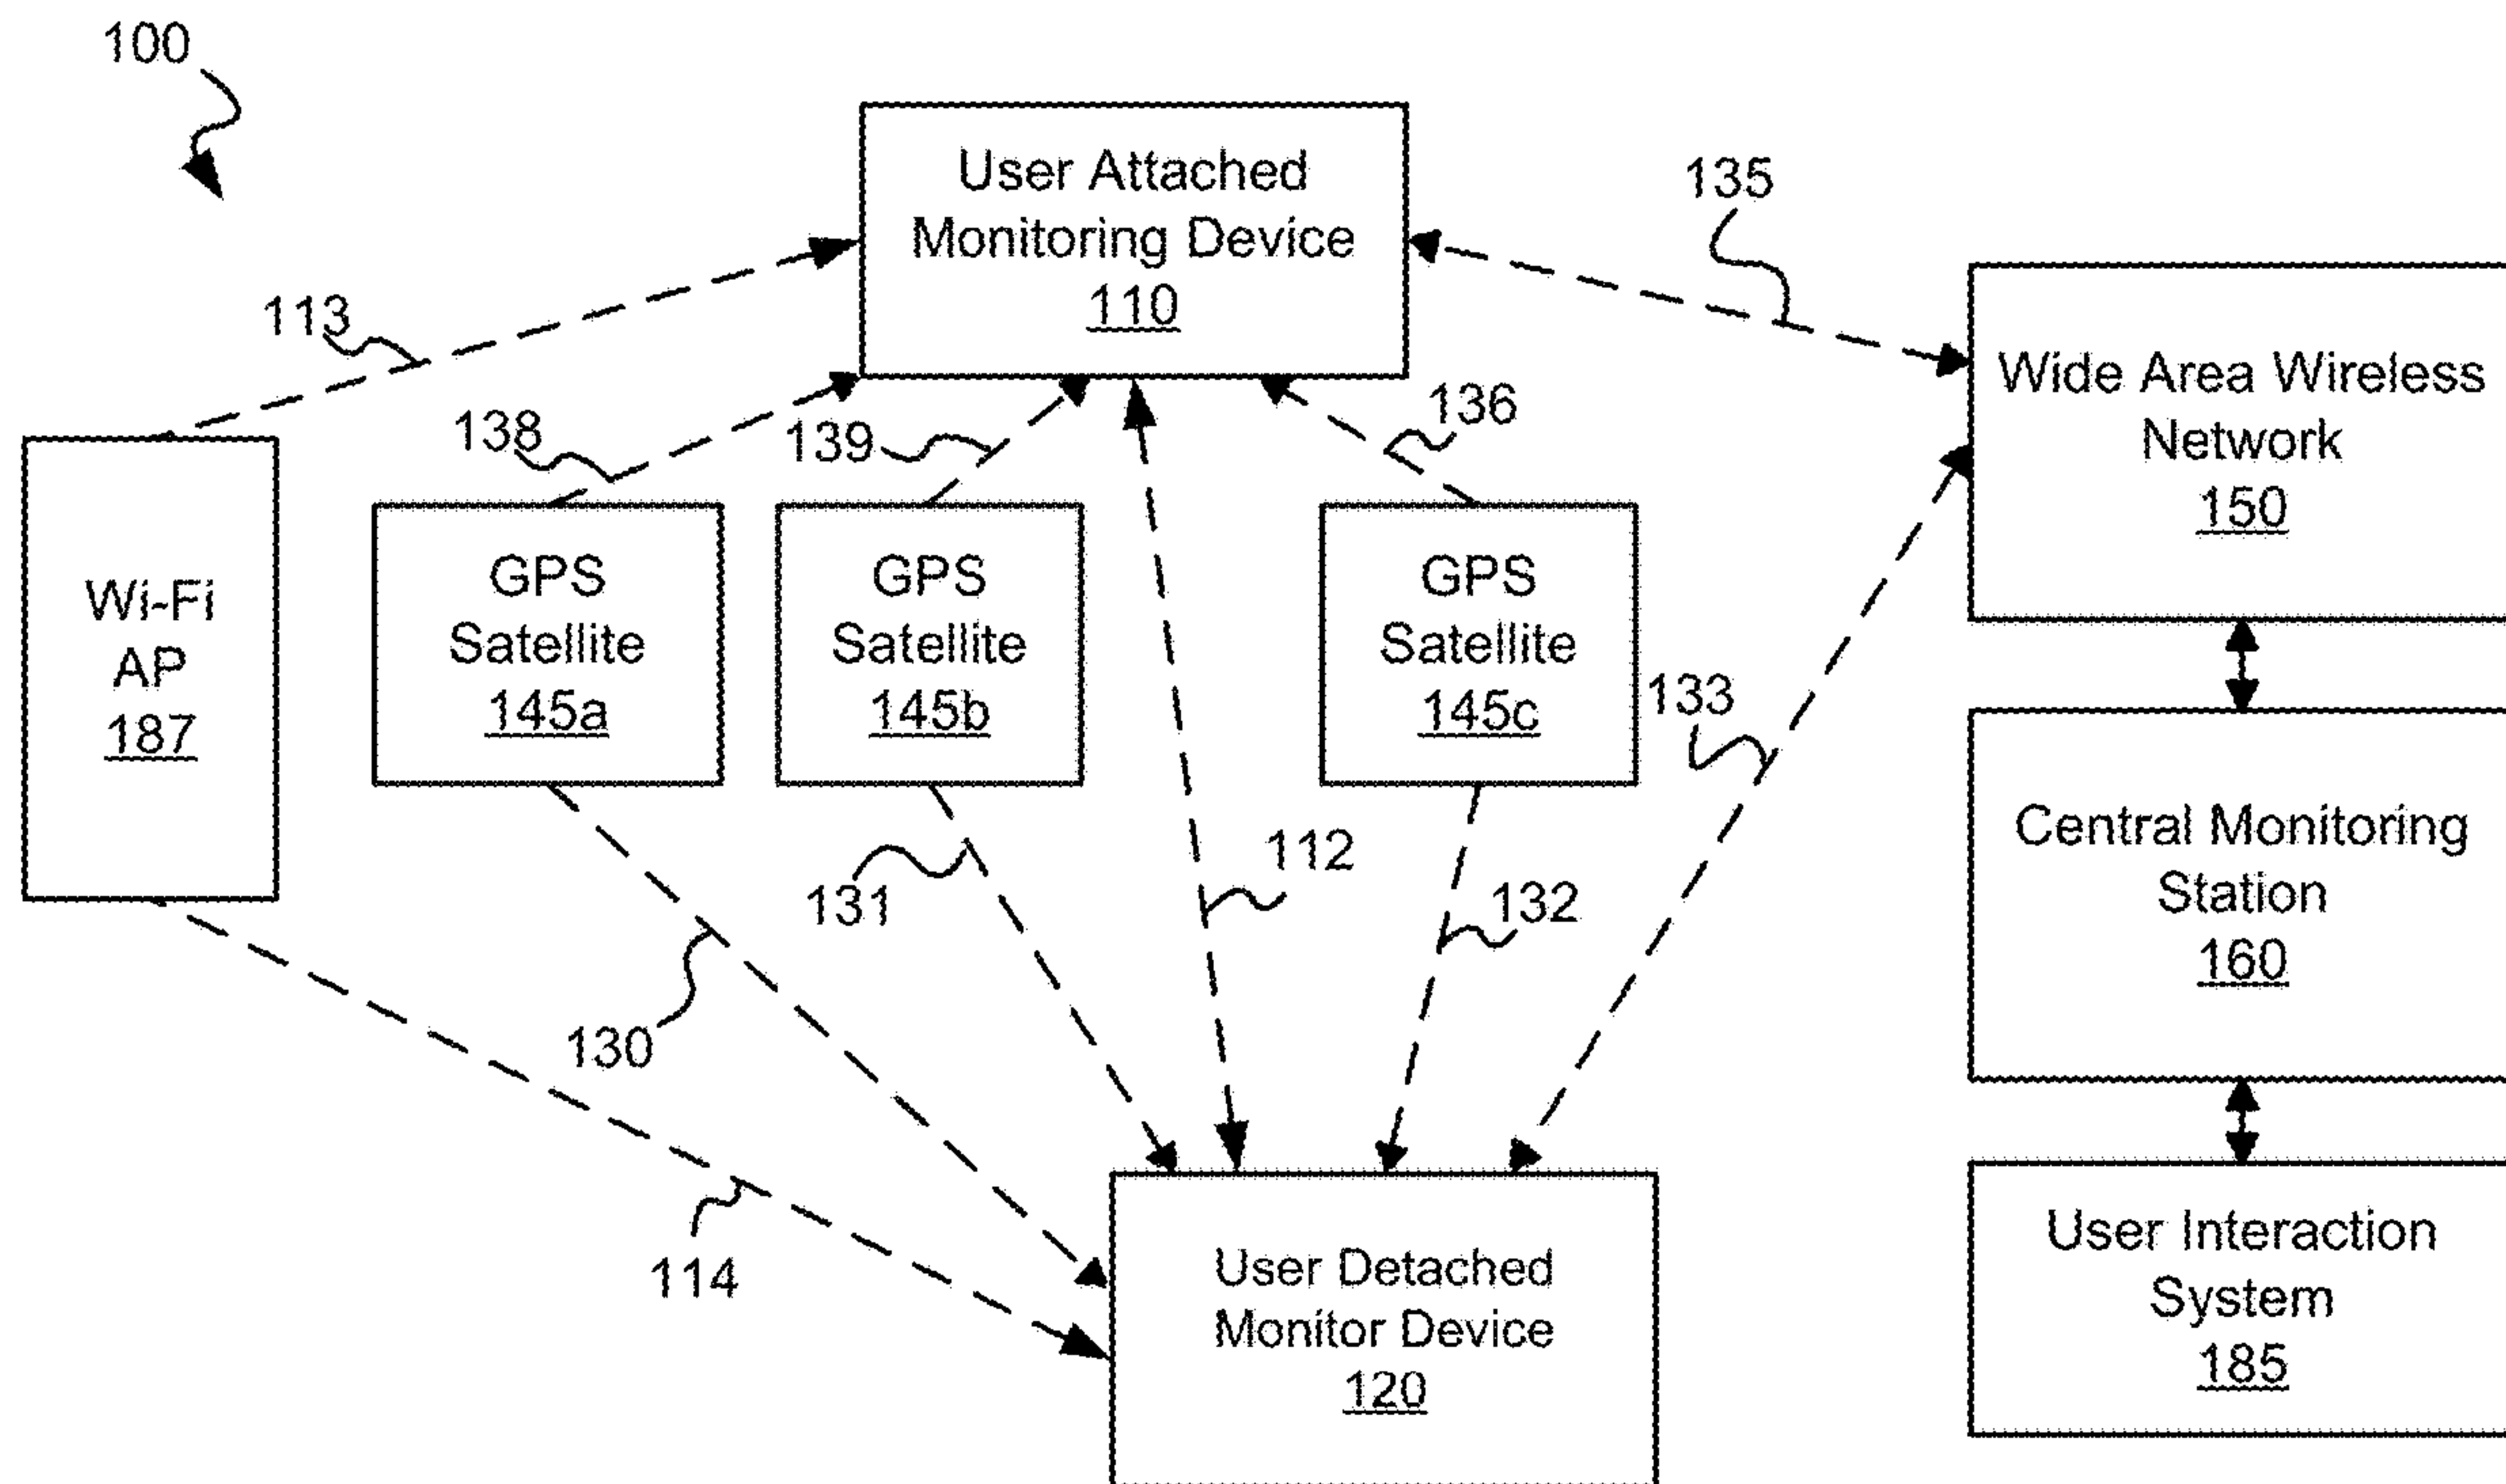 100
User Attached
Monitoring Device
110
135
113
138
139
136
Wide Area Wireless
Network
150
Wi-Fi
AP
187
GPS
Satellite
145a
GPS
Satellite
145b
GPS
Satellite
145c
133
112
131
132
130
114
Central Monitoring
Station
160
User Detached
Monitor Device
120
User Interaction
System
185